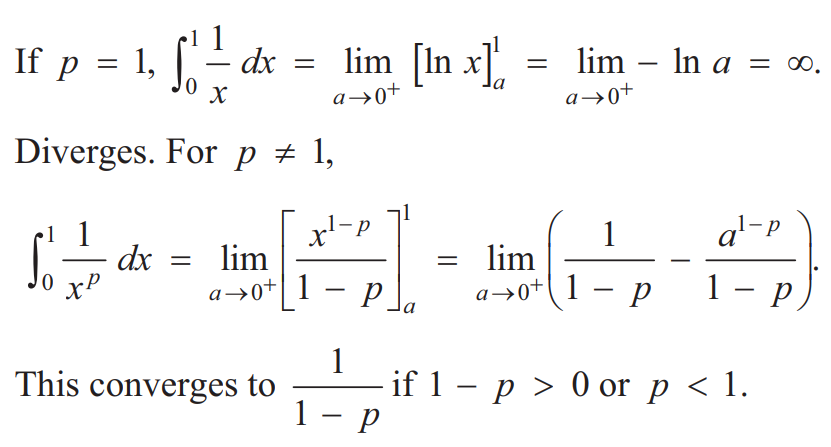 If p = 1, ∫₀¹ 1/x dx = lim_{a→0⁺} [ln x]ₐ¹ = lim_{a→0⁺} − ln a = ∞.
Diverges. For p ≠ 1,
∫₀¹ 1/xᵖ dx = lim_{a→0⁺} [x^{1−p}/(1 − p)]ₐ¹ = lim_{a→0⁺} (1/(1 − p) − a^{1−p}/(1 − p)).
This converges to 1/(1 − p) if 1 − p > 0 or p < 1.